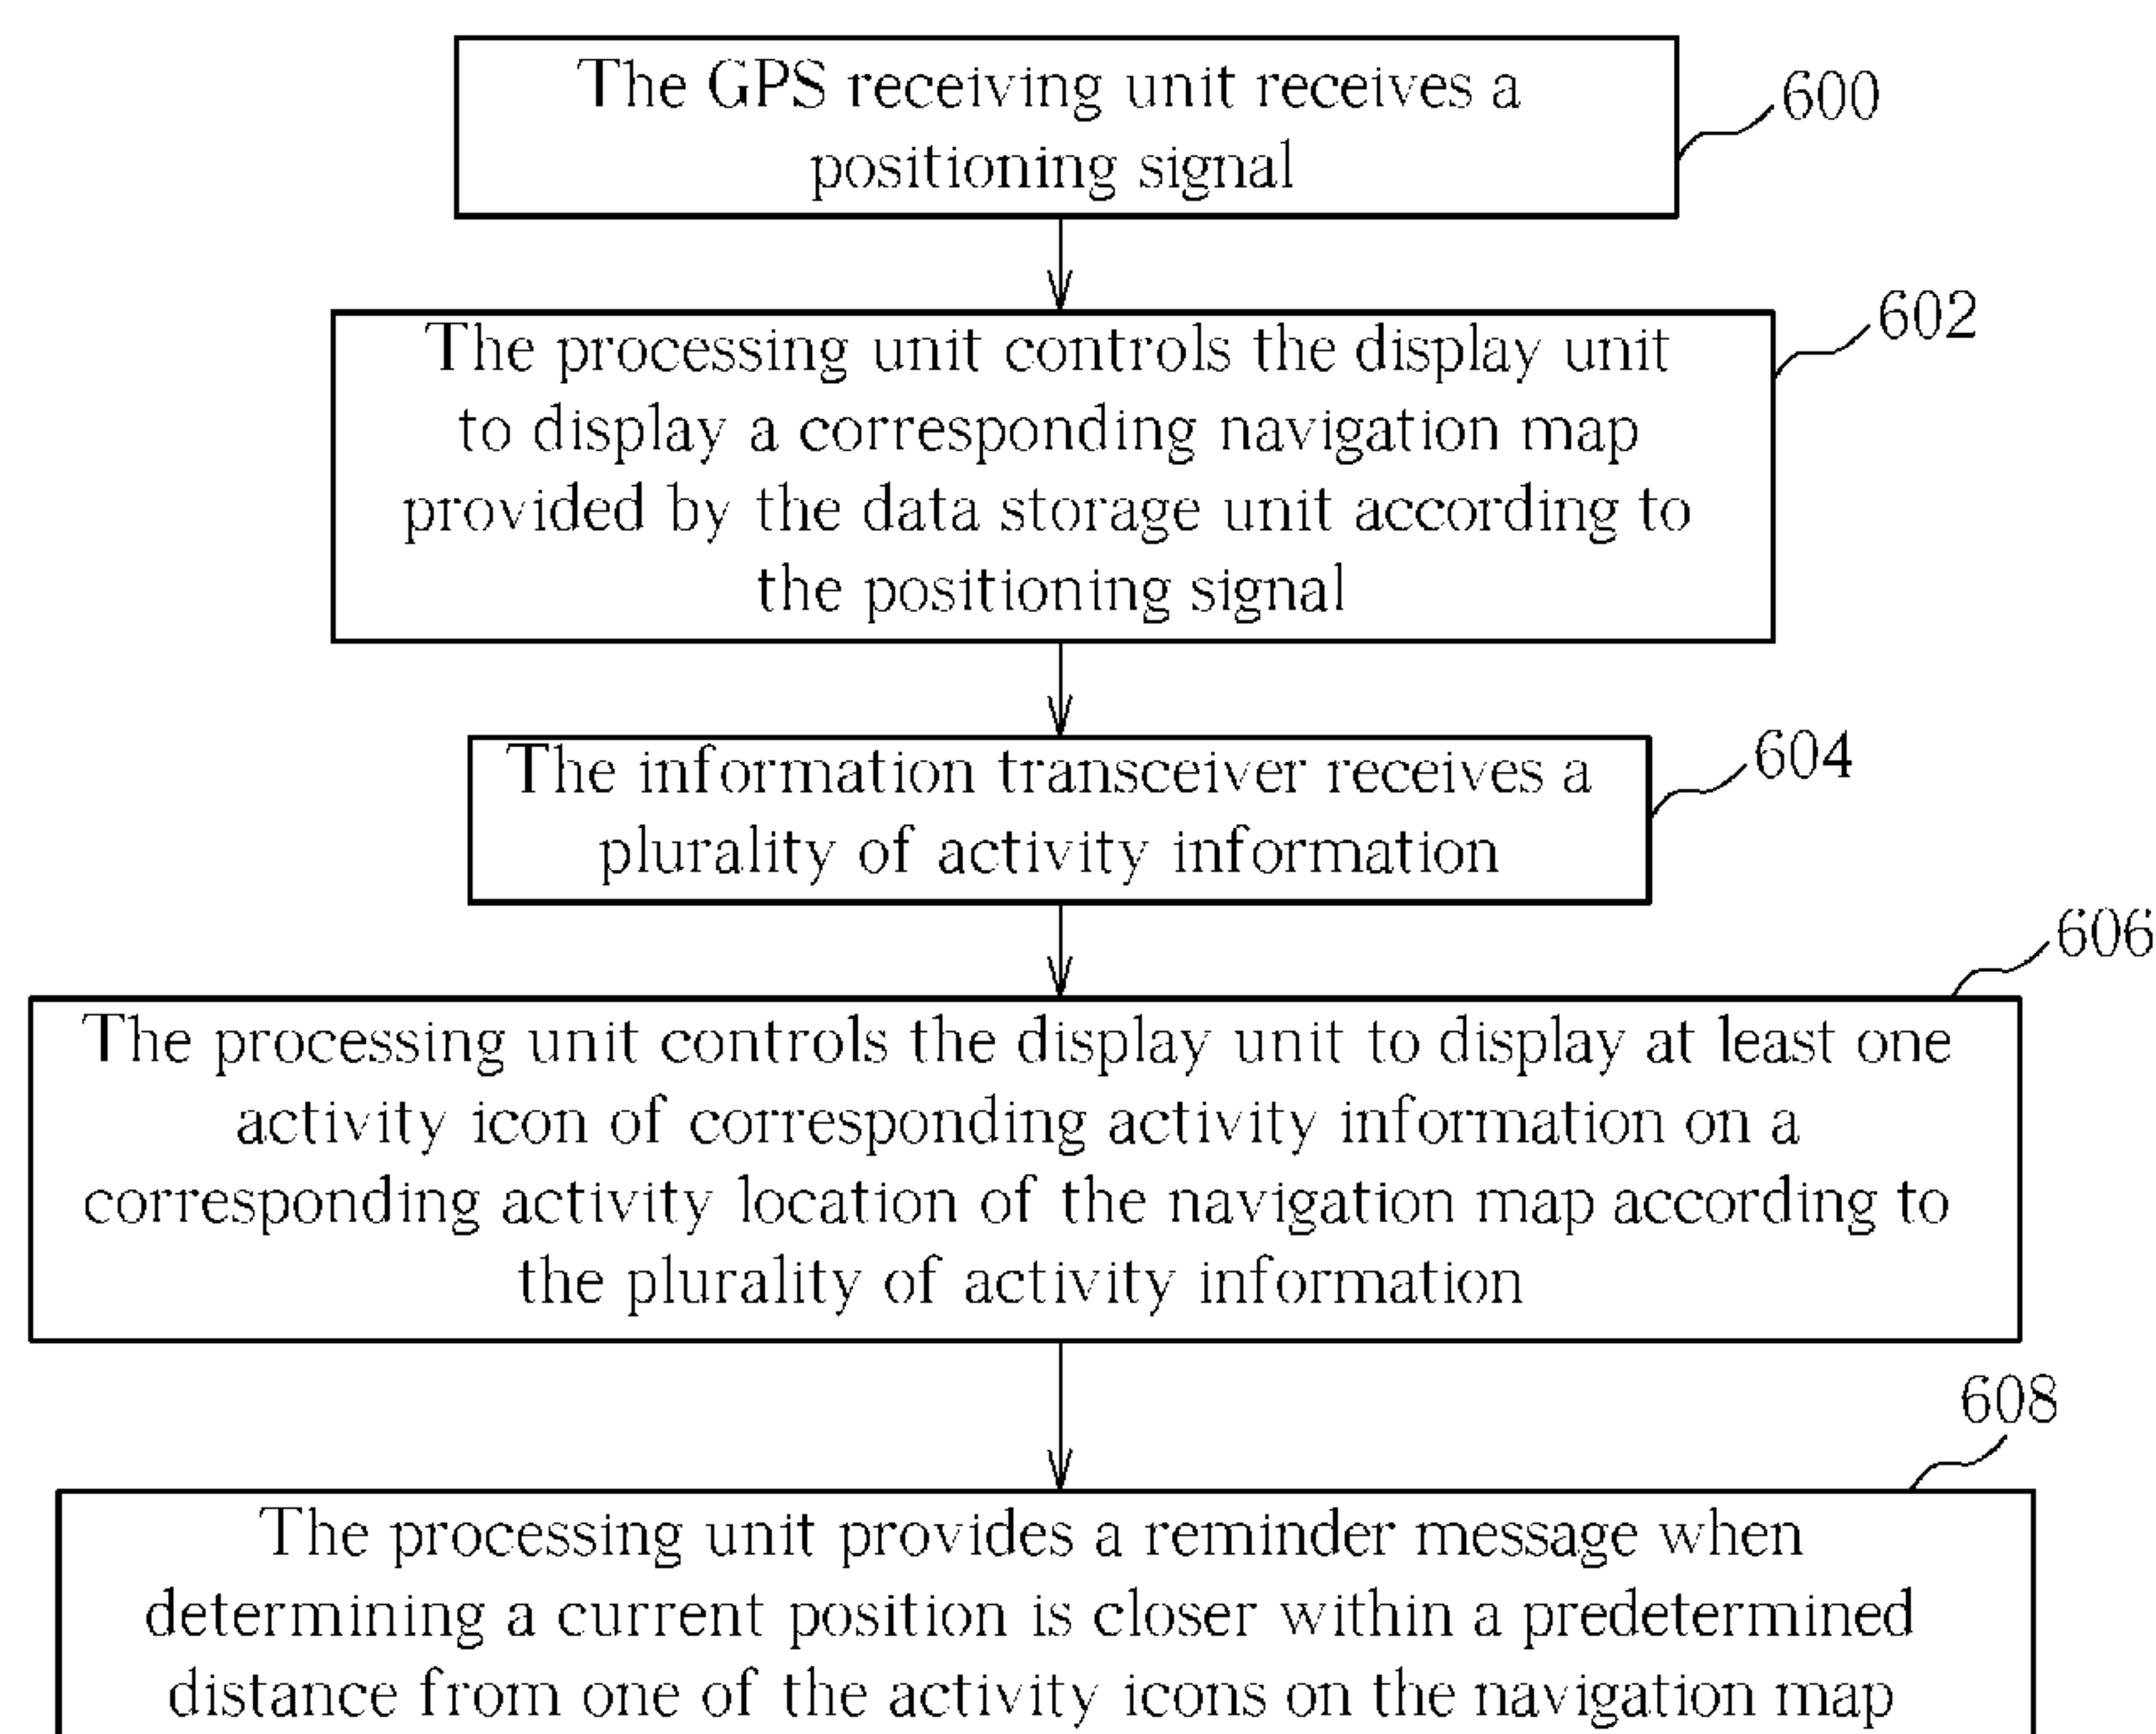 The GPS receiving unit receives a
positioning signal
600
The processing unit controls the display unit
to display a corresponding navigation map
provided by the data storage unit according to
the positioning signal
602
The information transceiver receives a
plurality of activity information
604
606
The processing unit controls the display unit to display at least one
activity icon of corresponding activity information on a
corresponding activity location of the navigation map according to
the plurality of activity information
608
The processing unit provides a reminder message when
determining a current position is closer within a predetermined
distance from one of the activity icons on the navigation map